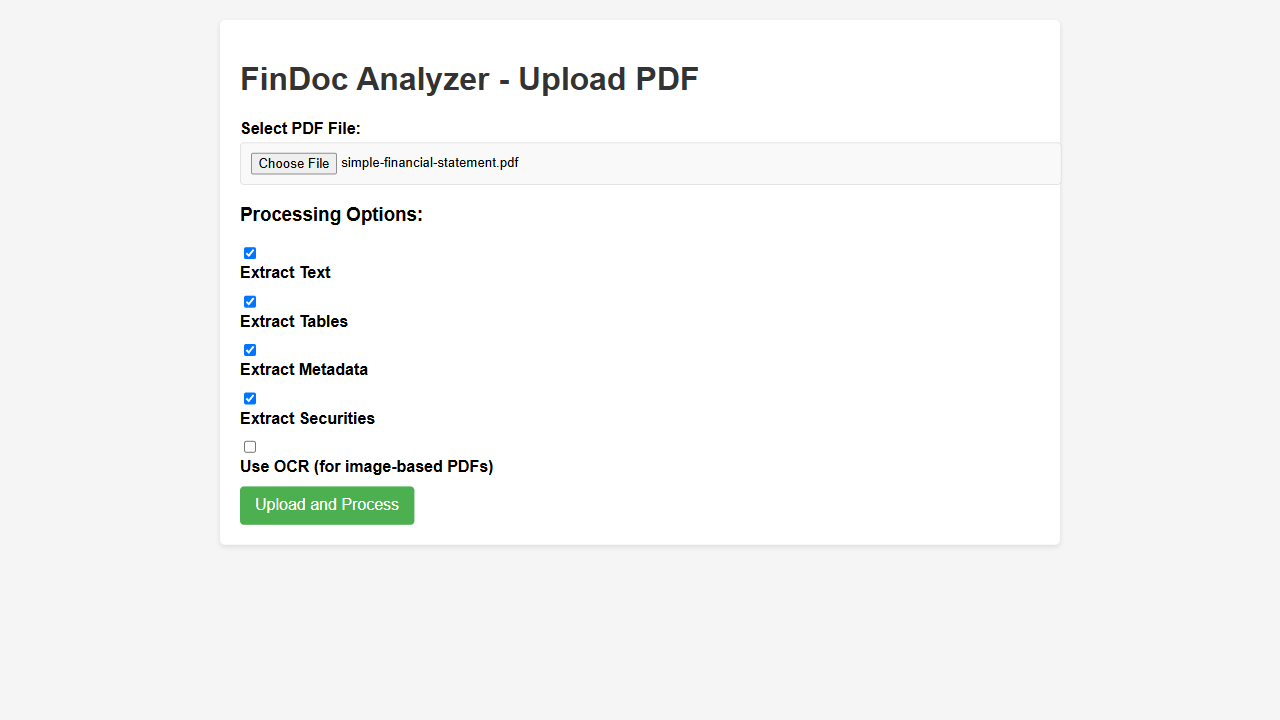 FinDoc Analyzer - Upload PDF
Select PDF File:
Choose File simple-financial-statement.pdf
Processing Options:
Extract Text
Extract Tables
Extract Metadata
Extract Securities
Use OCR (for image-based PDFs)
Upload and Process